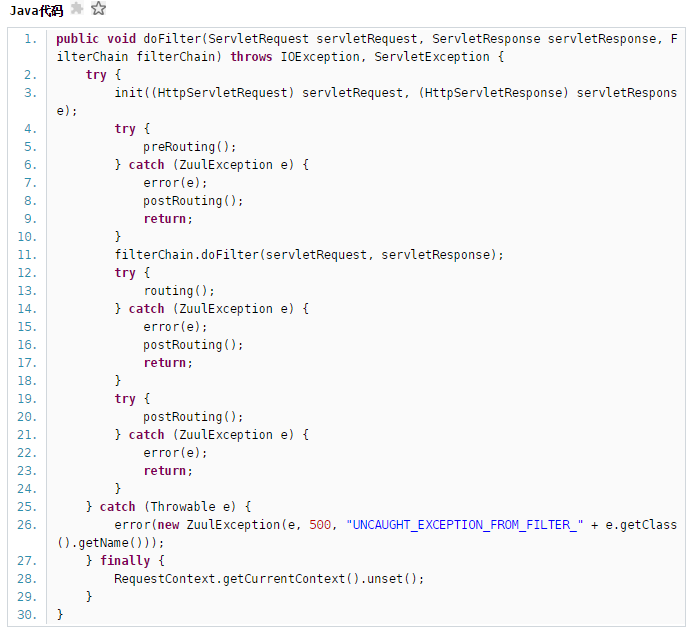 Java代码
1. public void doFilter(ServletRequest servletRequest, ServletResponse servletResponse, F
ilterChain filterChain) throws IOException, ServletException {
2.     try {
3.         init((HttpServletRequest) servletRequest, (HttpServletResponse) servletRespons
e);
4.         try {
5.             preRouting();
6.         } catch (ZuulException e) {
7.             error(e);
8.             postRouting();
9.             return;
10.         }
11.         filterChain.doFilter(servletRequest, servletResponse);
12.         try {
13.             routing();
14.         } catch (ZuulException e) {
15.             error(e);
16.             postRouting();
17.             return;
18.         }
19.         try {
20.             postRouting();
21.         } catch (ZuulException e) {
22.             error(e);
23.             return;
24.         }
25.     } catch (Throwable e) {
26.         error(new ZuulException(e, 500, "UNCAUGHT_EXCEPTION_FROM_FILTER_" + e.getClass
().getName()));
27.     } finally {
28.         RequestContext.getCurrentContext().unset();
29.     }
30. }